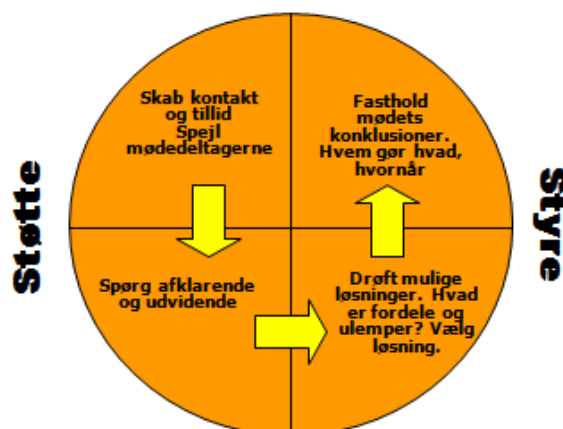 Støtte
Skab kontakt
og tillid
Spejl
mødedeltagerne
Spørg afklarende
og udvidende
Drøft mulige
løsninger. Hvad
er fordele og
ulemper? Vælg
løsning.
Fasthold
mødets
konklusioner.
Hvem gør hvad,
hvornår
Styre